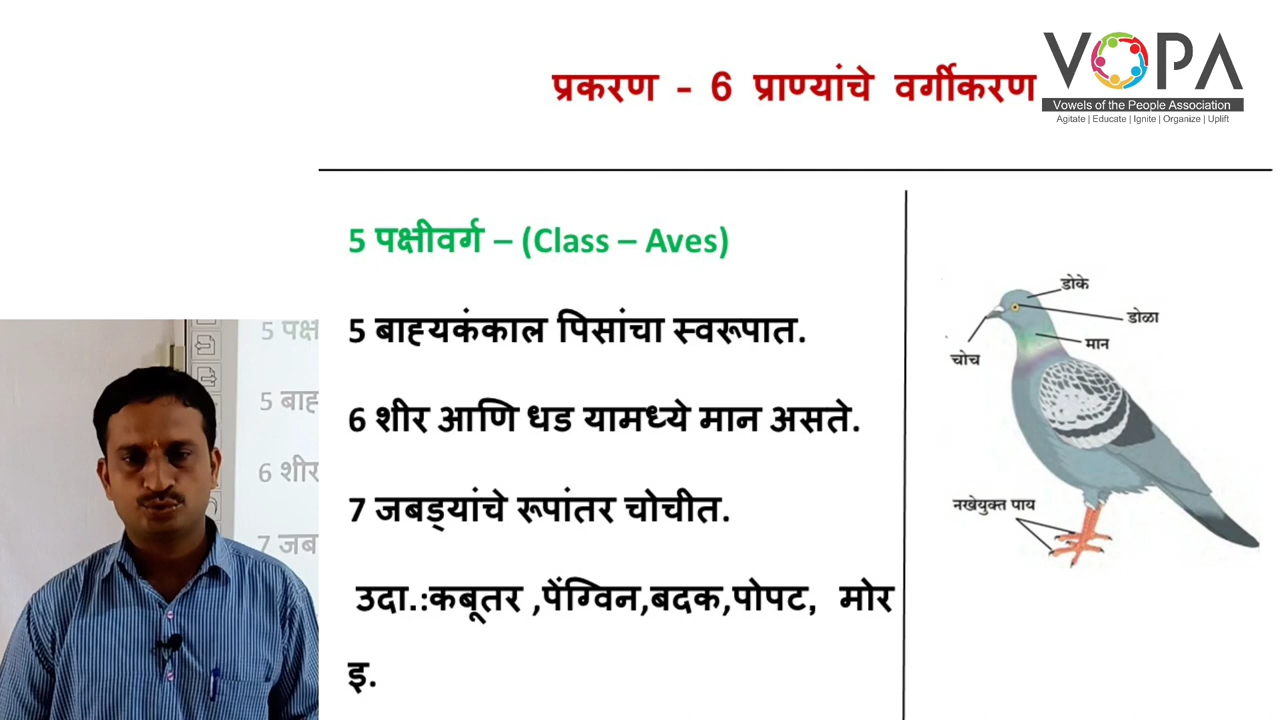 प्रकरण - 6 प्राण्यांचे वर्गीकरण
VOPA
Vowels of the People Association
Agitate | Educate | Ignite | Organize | Uplift
5 पक्षीवर्ग – (Class – Aves)
5 बाह्यकंकाल पिसांचा स्वरूपात.
6 शीर आणि धड यामध्ये मान असते.
7 जबड्यांचे रूपांतर चोचीत.
उदा.:कबूतर ,पेंग्विन,बदक,पोपट, मोर
इ.
डोके
डोळा
मान
चोच
नखेयुक्त पाय
5 पक्षी
5 बाह
6 शीर
7 जब